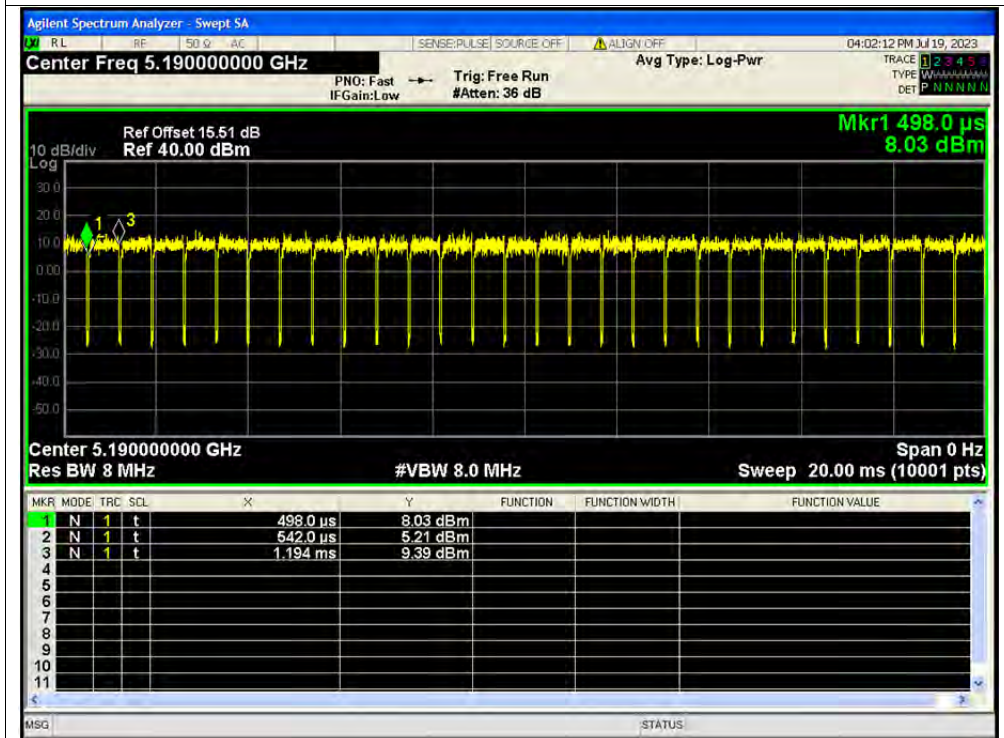 Agilent Spectrum Analyzer - Swept SA
LXI RL RF 50 Ω AC SENSE:PULSE SOURCE OFF ALIGN OFF 04:02:12 PM Jul 19, 2023
Center Freq 5.190000000 GHz Avg Type: Log-Pwr TRACE 1 2 3 4 5 6
PNO: Fast Trig: Free Run TYPE W
IFGain:Low #Atten: 36 dB DET P N N N N N
Mkr1 498.0 µs
8.03 dBm
Ref Offset 15.51 dB
10 dB/div Ref 40.00 dBm
Log
30.0
20.0
1 3
10.0
0.00
-10.0
-20.0
-30.0
-40.0
-50.0
Center 5.190000000 GHz Span 0 Hz
Res BW 8 MHz #VBW 8.0 MHz Sweep 20.00 ms (10001 pts)
MKR MODE TRC SCL X Y FUNCTION FUNCTION WIDTH FUNCTION VALUE
1 N 1 t 498.0 µs 8.03 dBm
2 N 1 t 542.0 µs 5.21 dBm
3 N 1 t 1.194 ms 9.39 dBm
4
5
6
7
8
9
10
11
MSG STATUS